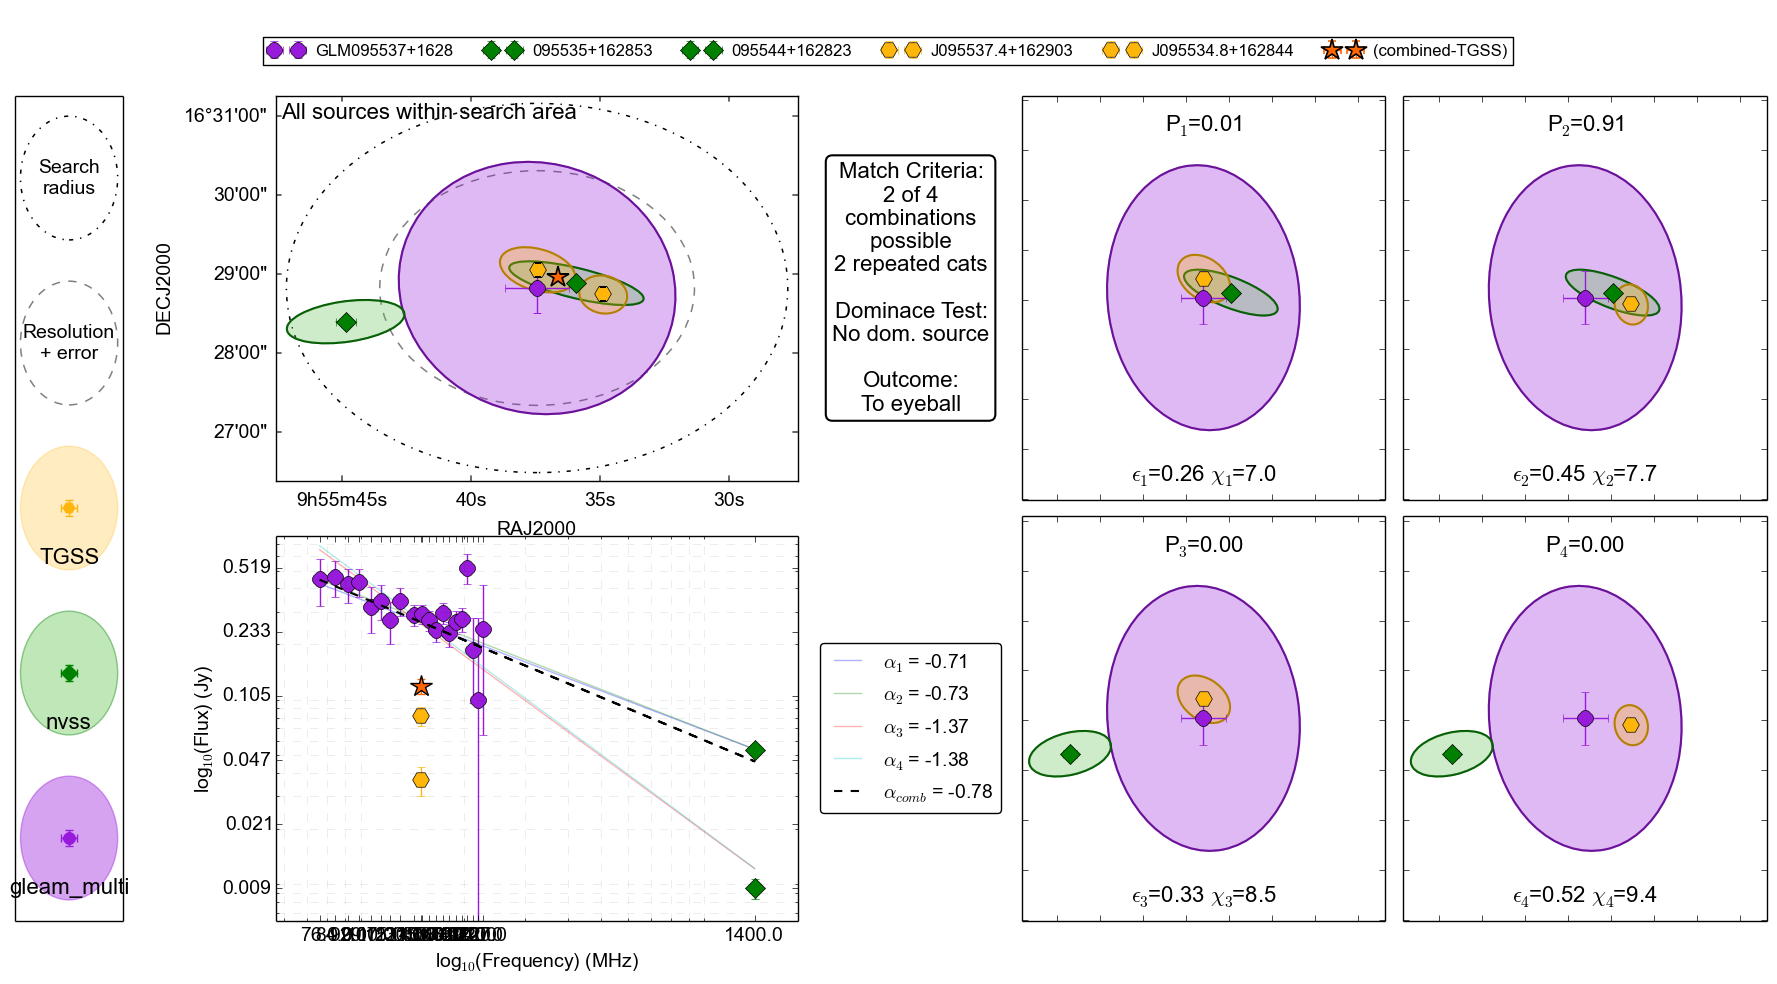 GLM095537+1628
095535+162853
095544+162823
J095537.4+162903
J095534.8+162844
(combined-TGSS)
Search
radius
Resolution
+ error
TGSS
nvss
gleam_multi
All sources within search area
16°31'00"
30'00"
29'00"
28'00"
27'00"
DECJ2000
9h55m45s
40s
35s
30s
RAJ2000
Match Criteria:
2 of 4
combinations
possible
2 repeated cats
Dominace Test:
No dom. source
Outcome:
To eyeball
P1=0.01
ϵ1=0.26 χ1=7.0
P2=0.91
ϵ2=0.45 χ2=7.7
P3=0.00
ϵ3=0.33 χ3=8.5
P4=0.00
ϵ4=0.52 χ4=9.4
0.519
0.233
0.105
0.047
0.021
0.009
log10(Flux) (Jy)
1400.0
log10(Frequency) (MHz)
α1 = -0.71
α2 = -0.73
α3 = -1.37
α4 = -1.38
αcomb = -0.78